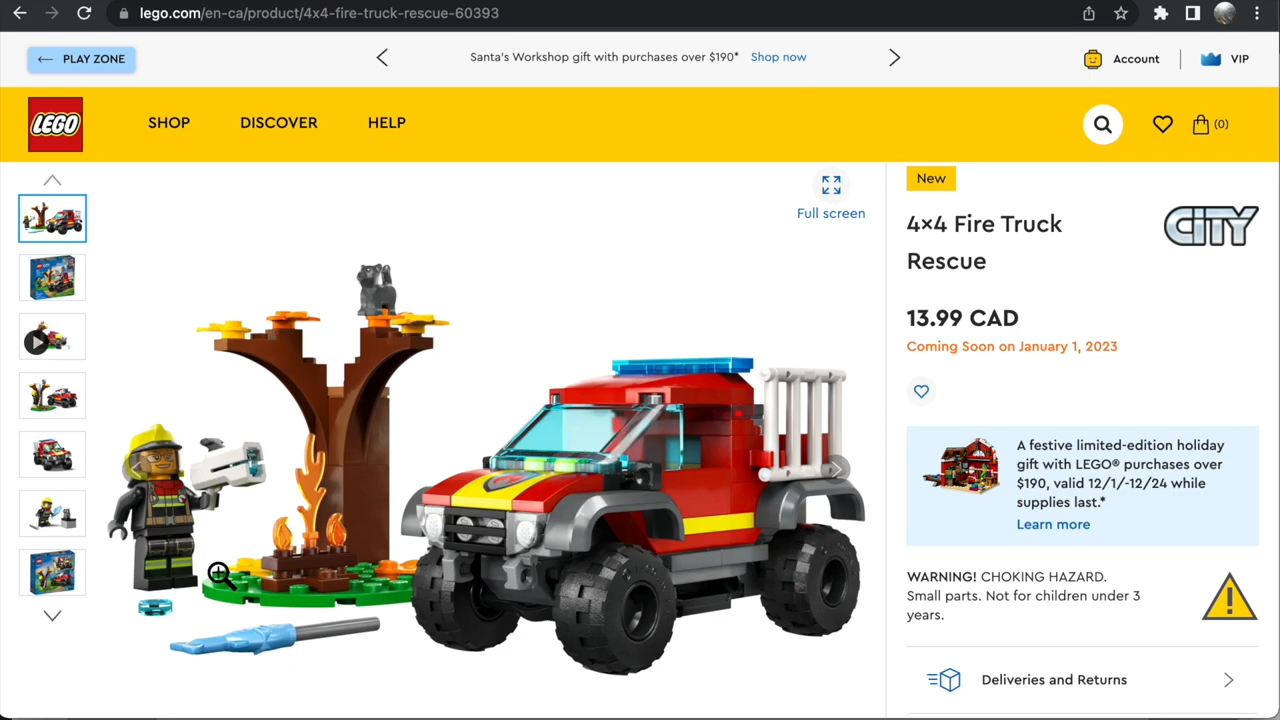 lego.com/en-ca/product/4x4-fire-truck-rescue-60393
PLAY ZONE
Santa's Workshop gift with purchases over $190* Shop now
Account
VIP
LEGO
SHOP
DISCOVER
HELP
(0)
Full screen
New
4×4 Fire Truck
Rescue
CITY
13.99 CAD
Coming Soon on January 1, 2023
A festive limited-edition holiday
gift with LEGO® purchases over
$190, valid 12/1/-12/24 while
supplies last.*
Learn more
WARNING! CHOKING HAZARD.
Small parts. Not for children under 3
years.
Deliveries and Returns